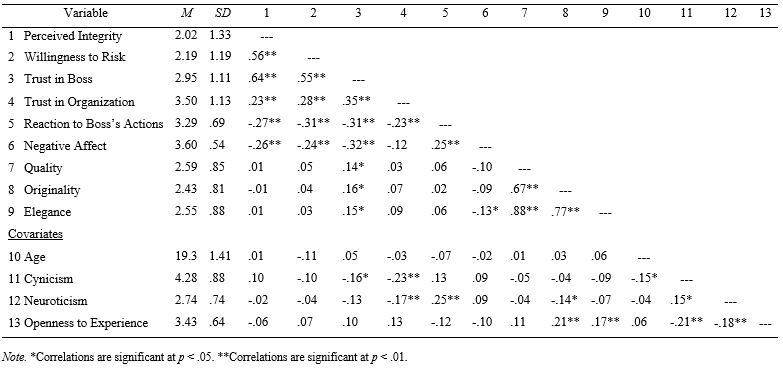 Variable M SD 1 2 3 4 5 6 7 8 9 10 11 12 13
1 Perceived Integrity 2.02 1.33 ---
2 Willingness to Risk 2.19 1.19 .56** ---
3 Trust in Boss 2.95 1.11 .64** .55** ---
4 Trust in Organization 3.50 1.13 .23** .28** .35** ---
5 Reaction to Boss's Actions 3.29 .69 -.27** -.31** -.31** -.23** ---
6 Negative Affect 3.60 .54 -.26** -.24** -.32** -.12 .25** ---
7 Quality 2.59 .85 .01 .05 .14* .03 .06 -.10 ---
8 Originality 2.43 .81 -.01 .04 .16* .07 .02 -.09 .67** ---
9 Elegance 2.55 .88 .01 .03 .15* .09 .06 -.13* .88** .77** ---
Covariates
10 Age 19.3 1.41 .01 -.11 .05 -.03 -.07 -.02 .01 .03 .06 ---
11 Cynicism 4.28 .88 .10 -.10 -.16* -.23** .13 .09 -.05 -.04 -.09 -.15* ---
12 Neuroticism 2.74 .74 -.02 -.04 -.13 -.17** .25** .09 -.04 -.14* -.07 -.04 .15* ---
13 Openness to Experience 3.43 .64 -.06 .07 .10 .13 -.12 -.10 .11 .21** .17** .06 -.21** -.18** ---
Note. *Correlations are significant at p < .05. **Correlations are significant at p < .01.